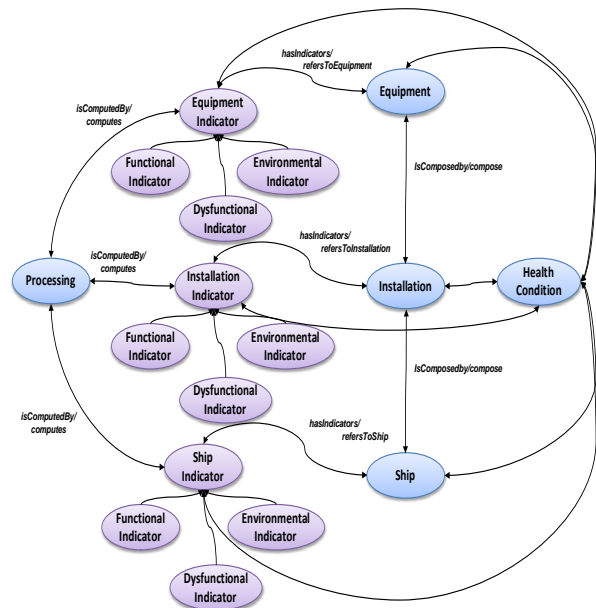 hasIndicators/
refersToEquipment
Equipment
isComputedBy/
computes
Equipment
Indicator
Functional
Indicator
Environmental
Indicator
IsComposedby/compose
Dysfunctional
Indicator
hasIndicators/
refersToInstallation
isComputedBy/
computes
Processing
Installation
Indicator
Installation
Health
Condition
Functional
Indicator
Environmental
Indicator
IsComposedby/compose
Dysfunctional
Indicator
isComputedBy/
computes
hasIndicators/
refersToShip
Ship
Indicator
Ship
Functional
Indicator
Environmental
Indicator
Dysfunctional
Indicator